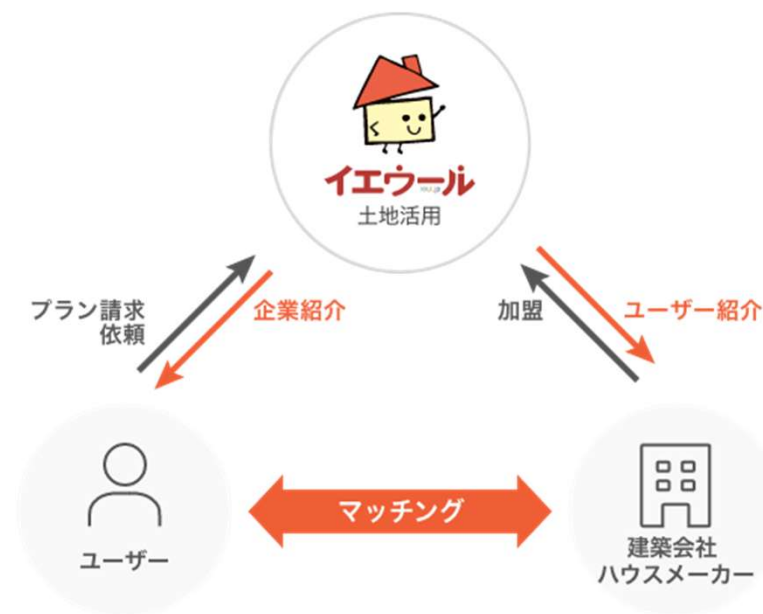 イエウール
土地活用
プラン請求
依頼
企業紹介
加盟
ユーザー紹介
マッチング
ユーザー
建築会社
ハウスメーカー